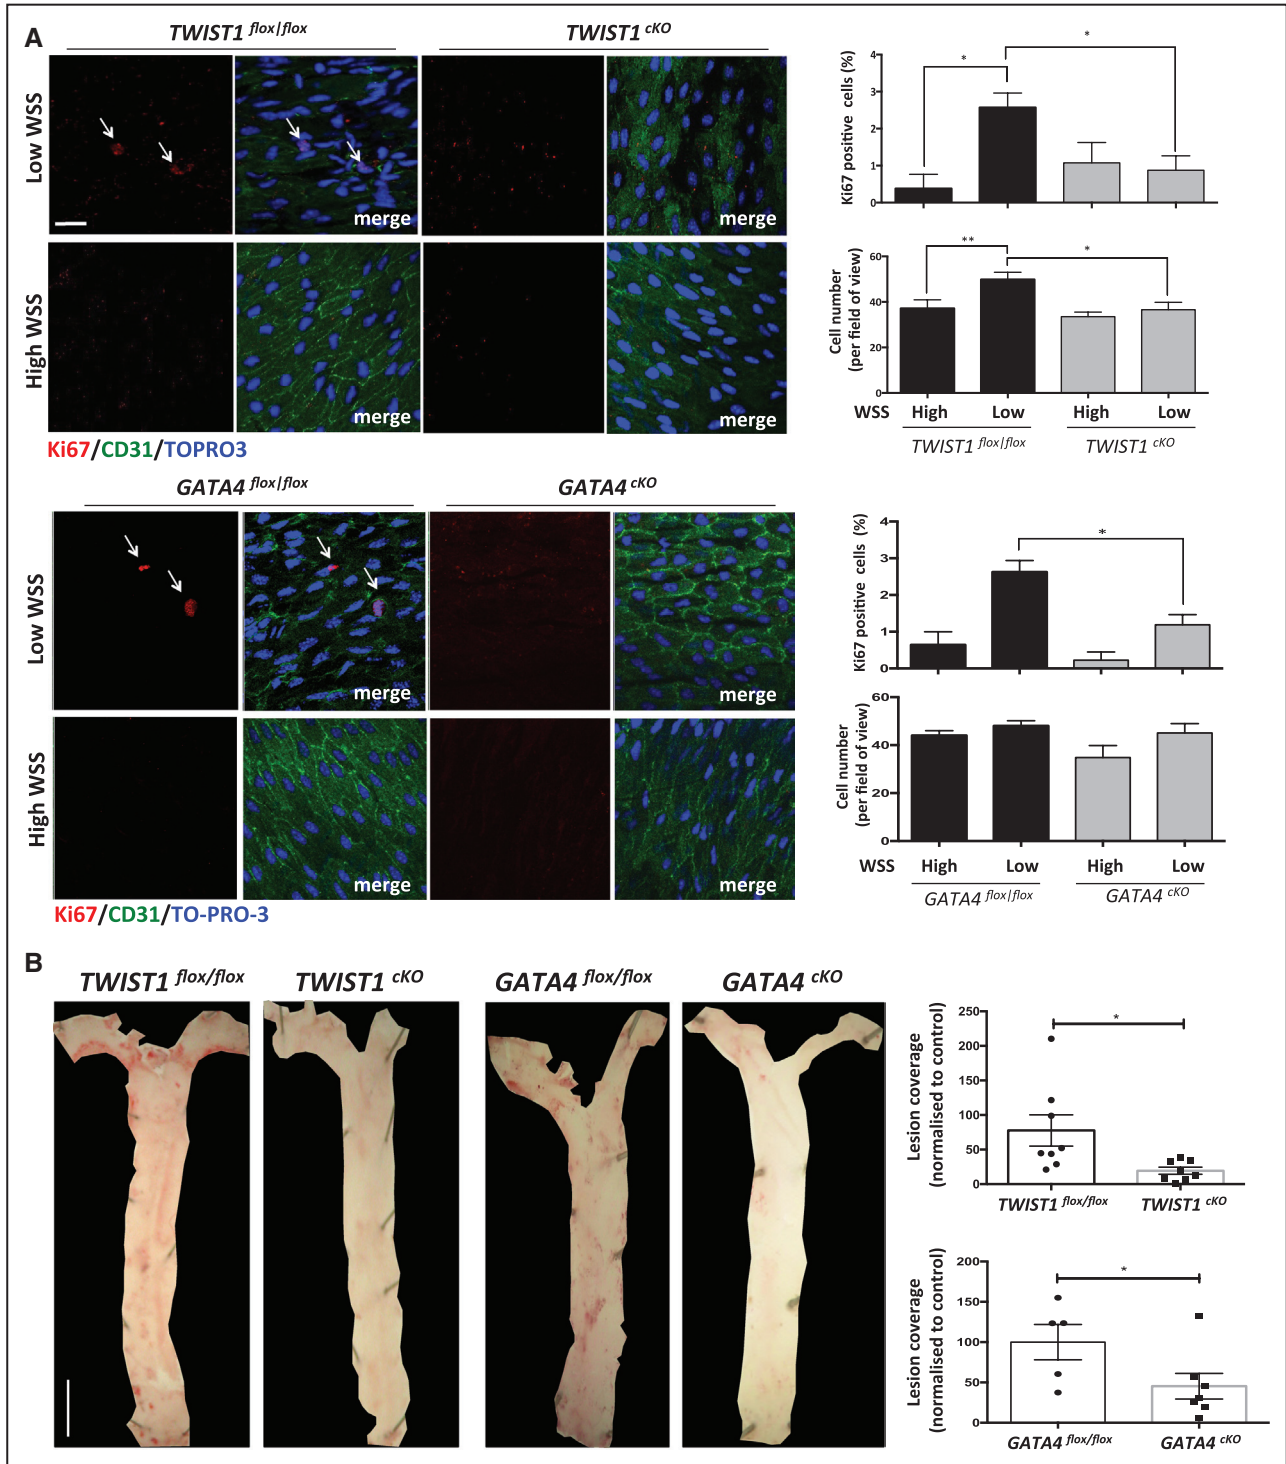 A
TWIST1 flox|flox
TWIST1 cKO
Low WSS
merge
merge
High WSS
merge
merge
Ki67/CD31/TOPRO3
Ki67 positive cells (%)
4
3
2
1
0
*
*
Cell number
(per field of view)
60
40
20
0
**
*
WSS High Low High Low
TWIST1 flox|flox TWIST1 cKO
GATA4 flox|flox
GATA4 cKO
Low WSS
merge
merge
High WSS
merge
merge
Ki67/CD31/TO-PRO-3
Ki67 positive cells (%)
4
3
2
1
0
*
Cell number
(per field of view)
60
40
20
0
WSS High Low High Low
GATA4 flox|flox GATA4 cKO
B
TWIST1 flox/flox
TWIST1 cKO
GATA4 flox/flox
GATA4 cKO
Lesion coverage
(normalised to control)
250
200
150
100
50
0
*
TWIST1 flox/flox TWIST1 cKO
Lesion coverage
(normalised to control)
200
150
100
50
0
*
GATA4 flox/flox GATA4 cKO